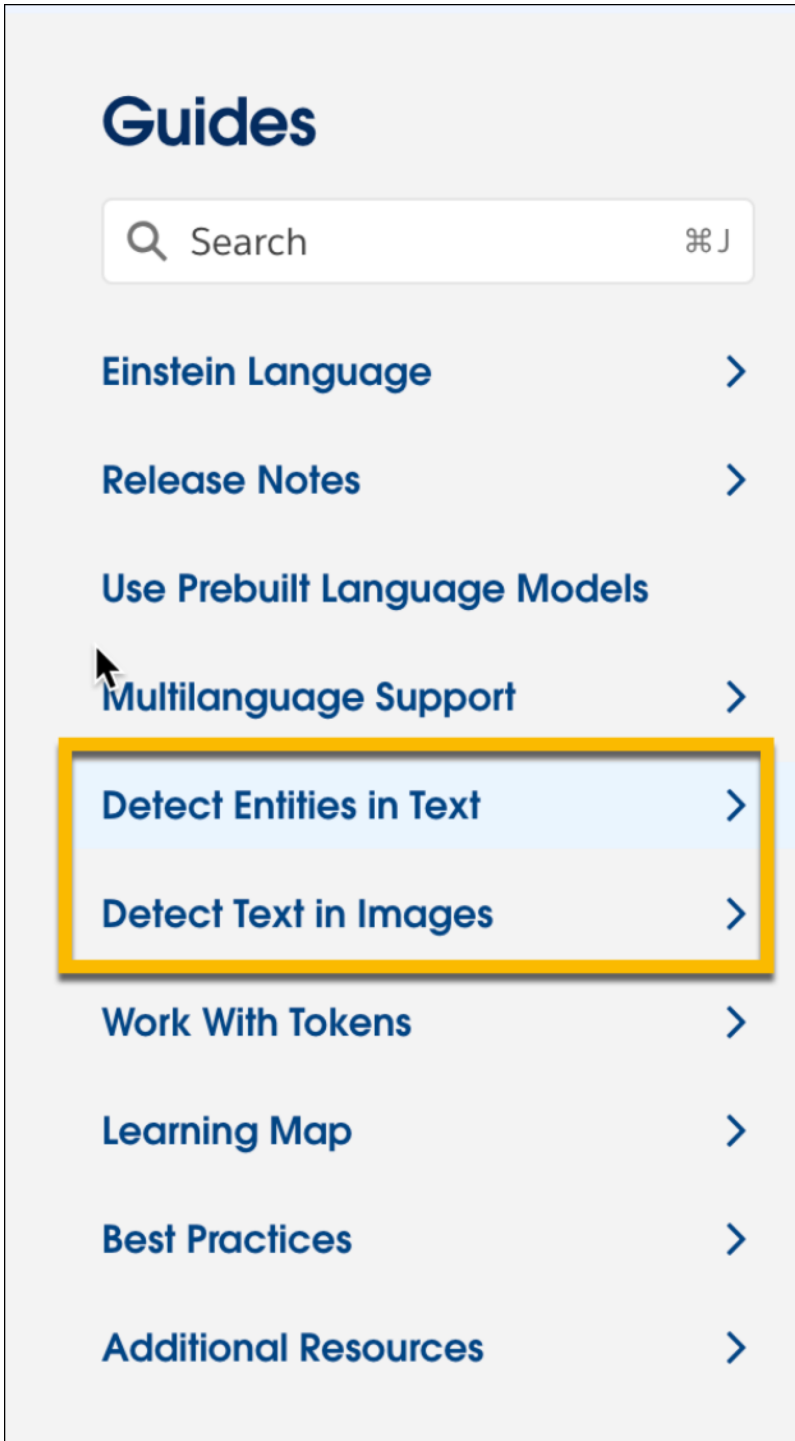 Guides
Search ⌘ J
Einstein Language
Release Notes
Use Prebuilt Language Models
Multilanguage Support
Detect Entities in Text
Detect Text in Images
Work With Tokens
Learning Map
Best Practices
Additional Resources